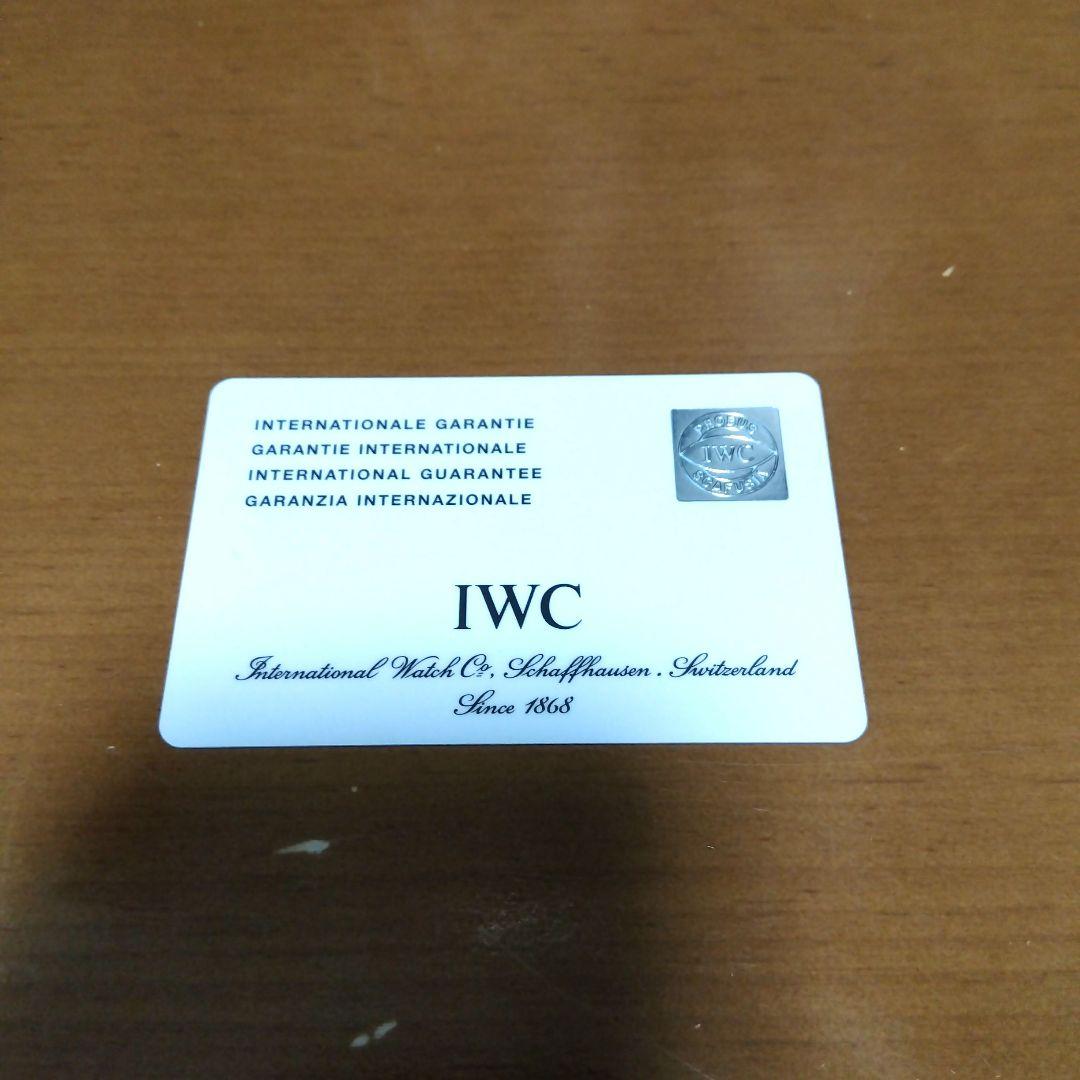 INTERNATIONALE GARANTIE
GARANTIE INTERNATIONALE
INTERNATIONAL GUARANTEE
GARANZIA INTERNAZIONALE
PROBUS
IWC
SCAFUSIA
IWC
International Watch Co., Schaffhausen . Switzerland
Since 1868